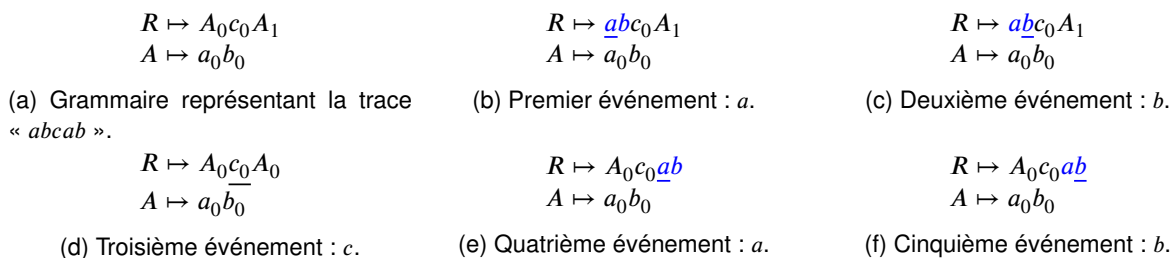 R ↦ A₀c₀A₁
A ↦ a₀b₀
(a) Grammaire représentant la trace
« abcab ».
R ↦ abc₀A₁
A ↦ a₀b₀
(b) Premier événement : a.
R ↦ abc₀A₁
A ↦ a₀b₀
(c) Deuxième événement : b.
R ↦ A₀c₀A₀
A ↦ a₀b₀
(d) Troisième événement : c.
R ↦ A₀c₀ab
A ↦ a₀b₀
(e) Quatrième événement : a.
R ↦ A₀c₀ab
A ↦ a₀b₀
(f) Cinquième événement : b.